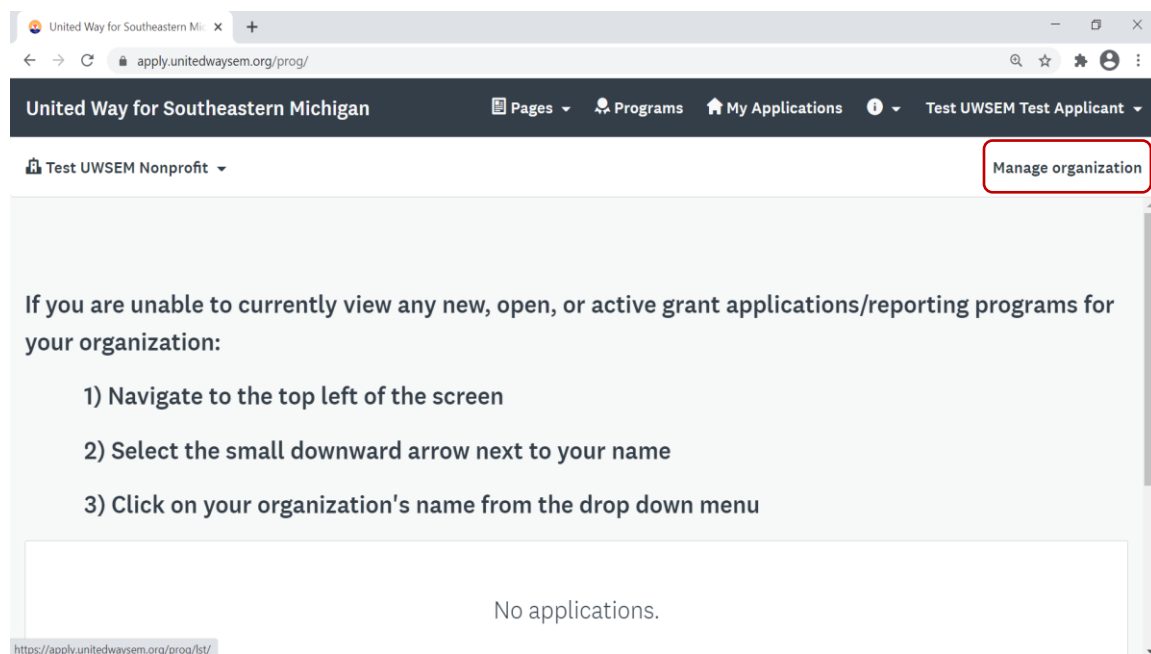 United Way for Southeastern Mic
apply.unitedwaysem.org/prog/
United Way for Southeastern Michigan Pages Programs My Applications Test UWSEM Test Applicant
Test UWSEM Nonprofit Manage organization
If you are unable to currently view any new, open, or active grant applications/reporting programs for
your organization:
1) Navigate to the top left of the screen
2) Select the small downward arrow next to your name
3) Click on your organization's name from the drop down menu
No applications.
https://apply.unitedwaysem.org/prog/lst/